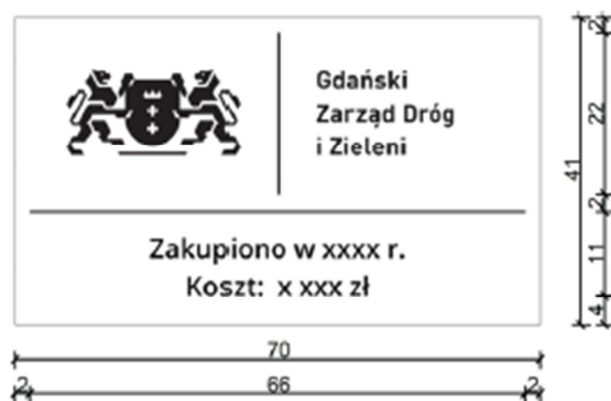 Gdański
Zarząd Dróg
i Zieleni
Zakupiono w xxxx r.
Koszt: x xxx zł
2
22
2
11
4
41
70
2
66
2